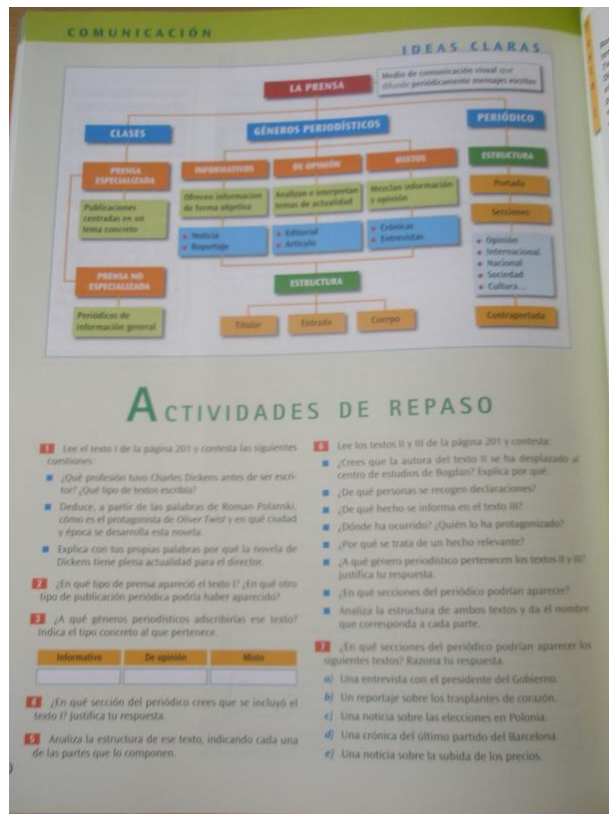 COMUNICACIÓN
IDEAS CLARAS
LA PRENSA
Medio de comunicación visual que
difunde periódicamente mensajes escritos
CLASES
GÉNEROS PERIODÍSTICOS
PERIÓDICO
PRENSA
ESPECIALIZADA
INFORMATIVOS
DE OPINIÓN
MIXTOS
ESTRUCTURA
Publicaciones
centradas en un
tema concreto
Ofrecen información
de forma objetiva
Analizan e interpretan
temas de actualidad
Mezclan información
y opinión
Portada
Secciones
• Noticia
• Reportaje
• Editorial
• Artículo
• Crónicas
• Entrevistas
• Opinión
• Internacional
• Nacional
• Sociedad
• Cultura...
PRENSA NO
ESPECIALIZADA
ESTRUCTURA
Periódicos de
información general
Titular
Entrada
Cuerpo
Contraportada
ACTIVIDADES DE REPASO
1 Lee el texto I de la página 201 y contesta las siguientes
cuestiones:
¿Qué profesión tuvo Charles Dickens antes de ser escri-
tor? ¿Qué tipo de textos escribía?
Deduce, a partir de las palabras de Roman Polanski,
cómo es el protagonista de Oliver Twist y en qué ciudad
y época se desarrolla esta novela.
Explica con tus propias palabras por qué la novela de
Dickens tiene plena actualidad para el director.
2 ¿En qué tipo de prensa apareció el texto I? ¿En qué otro
tipo de publicación periódica podría haber aparecido?
3 ¿A qué géneros periodísticos adscribirías ese texto?
Indica el tipo concreto al que pertenece.
Informativo
De opinión
Mixto
4 ¿En qué sección del periódico crees que se incluyó el
texto I? Justifica tu respuesta.
5 Analiza la estructura de ese texto, indicando cada una
de las partes que lo componen.
6 Lee los textos II y III de la página 201 y contesta:
¿Crees que la autora del texto II se ha desplazado al
centro de estudios de Bogdan? Explica por qué.
¿De qué personas se recogen declaraciones?
¿De qué hecho se informa en el texto III?
¿Dónde ha ocurrido? ¿Quién lo ha protagonizado?
¿Por qué se trata de un hecho relevante?
¿A qué género periodístico pertenecen los textos II y III?
Justifica tu respuesta.
¿En qué secciones del periódico podrían aparecer?
Analiza la estructura de ambos textos y da el nombre
que corresponda a cada parte.
7 ¿En qué secciones del periódico podrían aparecer los
siguientes textos? Razona tu respuesta.
a) Una entrevista con el presidente del Gobierno.
b) Un reportaje sobre los trasplantes de corazón.
c) Una noticia sobre las elecciones en Polonia.
d) Una crónica del último partido del Barcelona.
e) Una noticia sobre la subida de los precios.